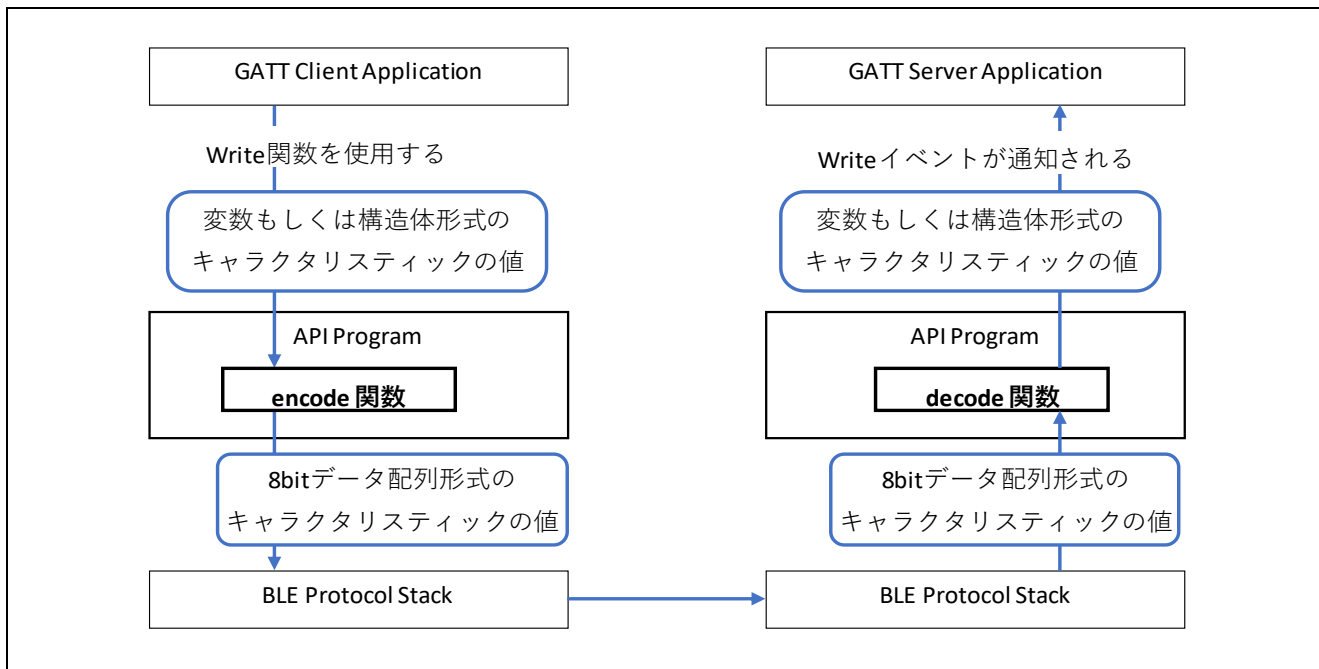 GATT Client Application
Write関数を使用する
変数もしくは構造体形式の
キャラクタリスティックの値
API Program
encode 関数
8bitデータ配列形式の
キャラクタリスティックの値
BLE Protocol Stack
GATT Server Application
Writeイベントが通知される
変数もしくは構造体形式の
キャラクタリスティックの値
API Program
decode 関数
8bitデータ配列形式の
キャラクタリスティックの値
BLE Protocol Stack